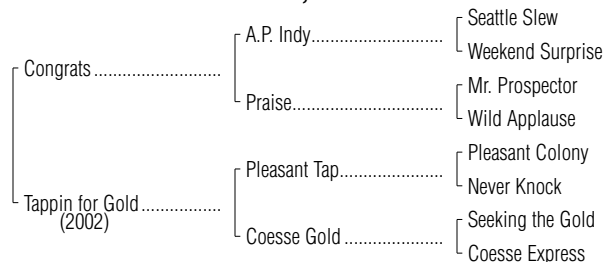 Seattle Slew
A.P. Indy
Weekend Surprise
Congrats
Mr. Prospector
Praise
Wild Applause
Pleasant Colony
Pleasant Tap
Never Knock
Tappin for Gold
(2002)
Seeking the Gold
Coesse Gold
Coesse Express